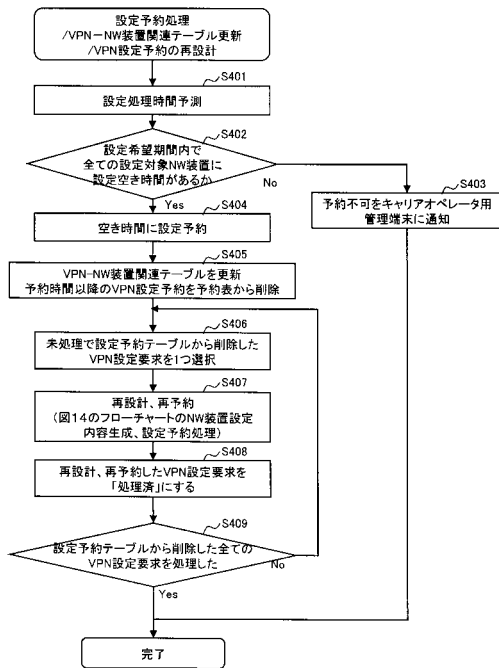 設定予約処理
/VPN-NW装置関連テーブル更新
/VPN設定予約の再設計
S401
設定処理時間予測
S402
設定希望期間内で
全ての設定対象NW装置に
設定空き時間があるか
No
Yes
S403
予約不可をキャリアオペレータ用
管理端末に通知
S404
空き時間に設定予約
S405
VPN-NW装置関連テーブルを更新
予約時間以降のVPN設定予約を予約表から削除
S406
未処理で設定予約テーブルから削除した
VPN設定要求を1つ選択
S407
再設計、再予約
(図14のフローチャートのNW装置設定
内容生成、設定予約処理)
S408
再設計、再予約したVPN設定要求を
「処理済」にする
S409
設定予約テーブルから削除した全ての
VPN設定要求を処理した
No
Yes
完了